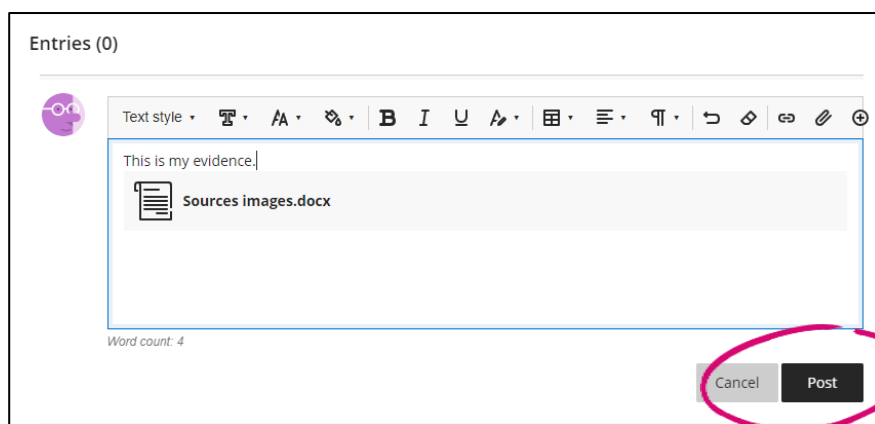 Entries (0)
Text style
This is my evidence.
Sources images.docx
Word count: 4
Cancel Post